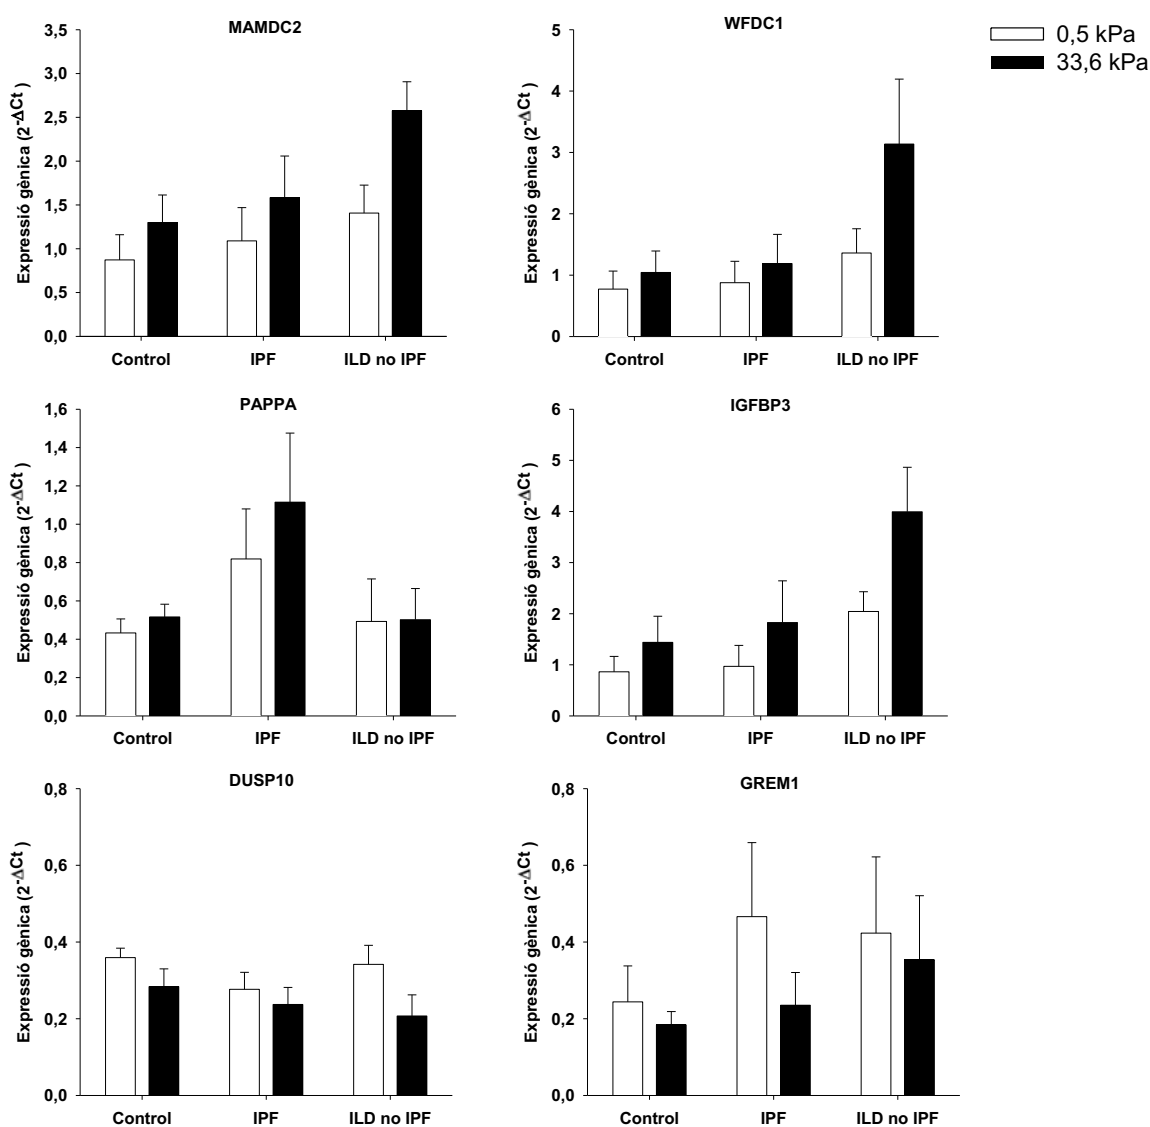 MAMDC2
Expressió gènica (2^-ΔCt )
3,5
3,0
2,5
2,0
1,5
1,0
0,5
0,0
Control IPF ILD no IPF
WFDC1
Expressió gènica (2^-ΔCt )
5
4
3
2
1
0
Control IPF ILD no IPF
0,5 kPa
33,6 kPa
PAPPA
Expressió gènica (2^-ΔCt )
1,6
1,4
1,2
1,0
0,8
0,6
0,4
0,2
0,0
Control IPF ILD no IPF
IGFBP3
Expressió gènica (2^-ΔCt )
6
5
4
3
2
1
0
Control IPF ILD no IPF
DUSP10
Expressió gènica (2^-ΔCt )
0,8
0,6
0,4
0,2
0,0
Control IPF ILD no IPF
GREM1
Expressió gènica (2^-ΔCt )
0,8
0,6
0,4
0,2
0,0
Control IPF ILD no IPF